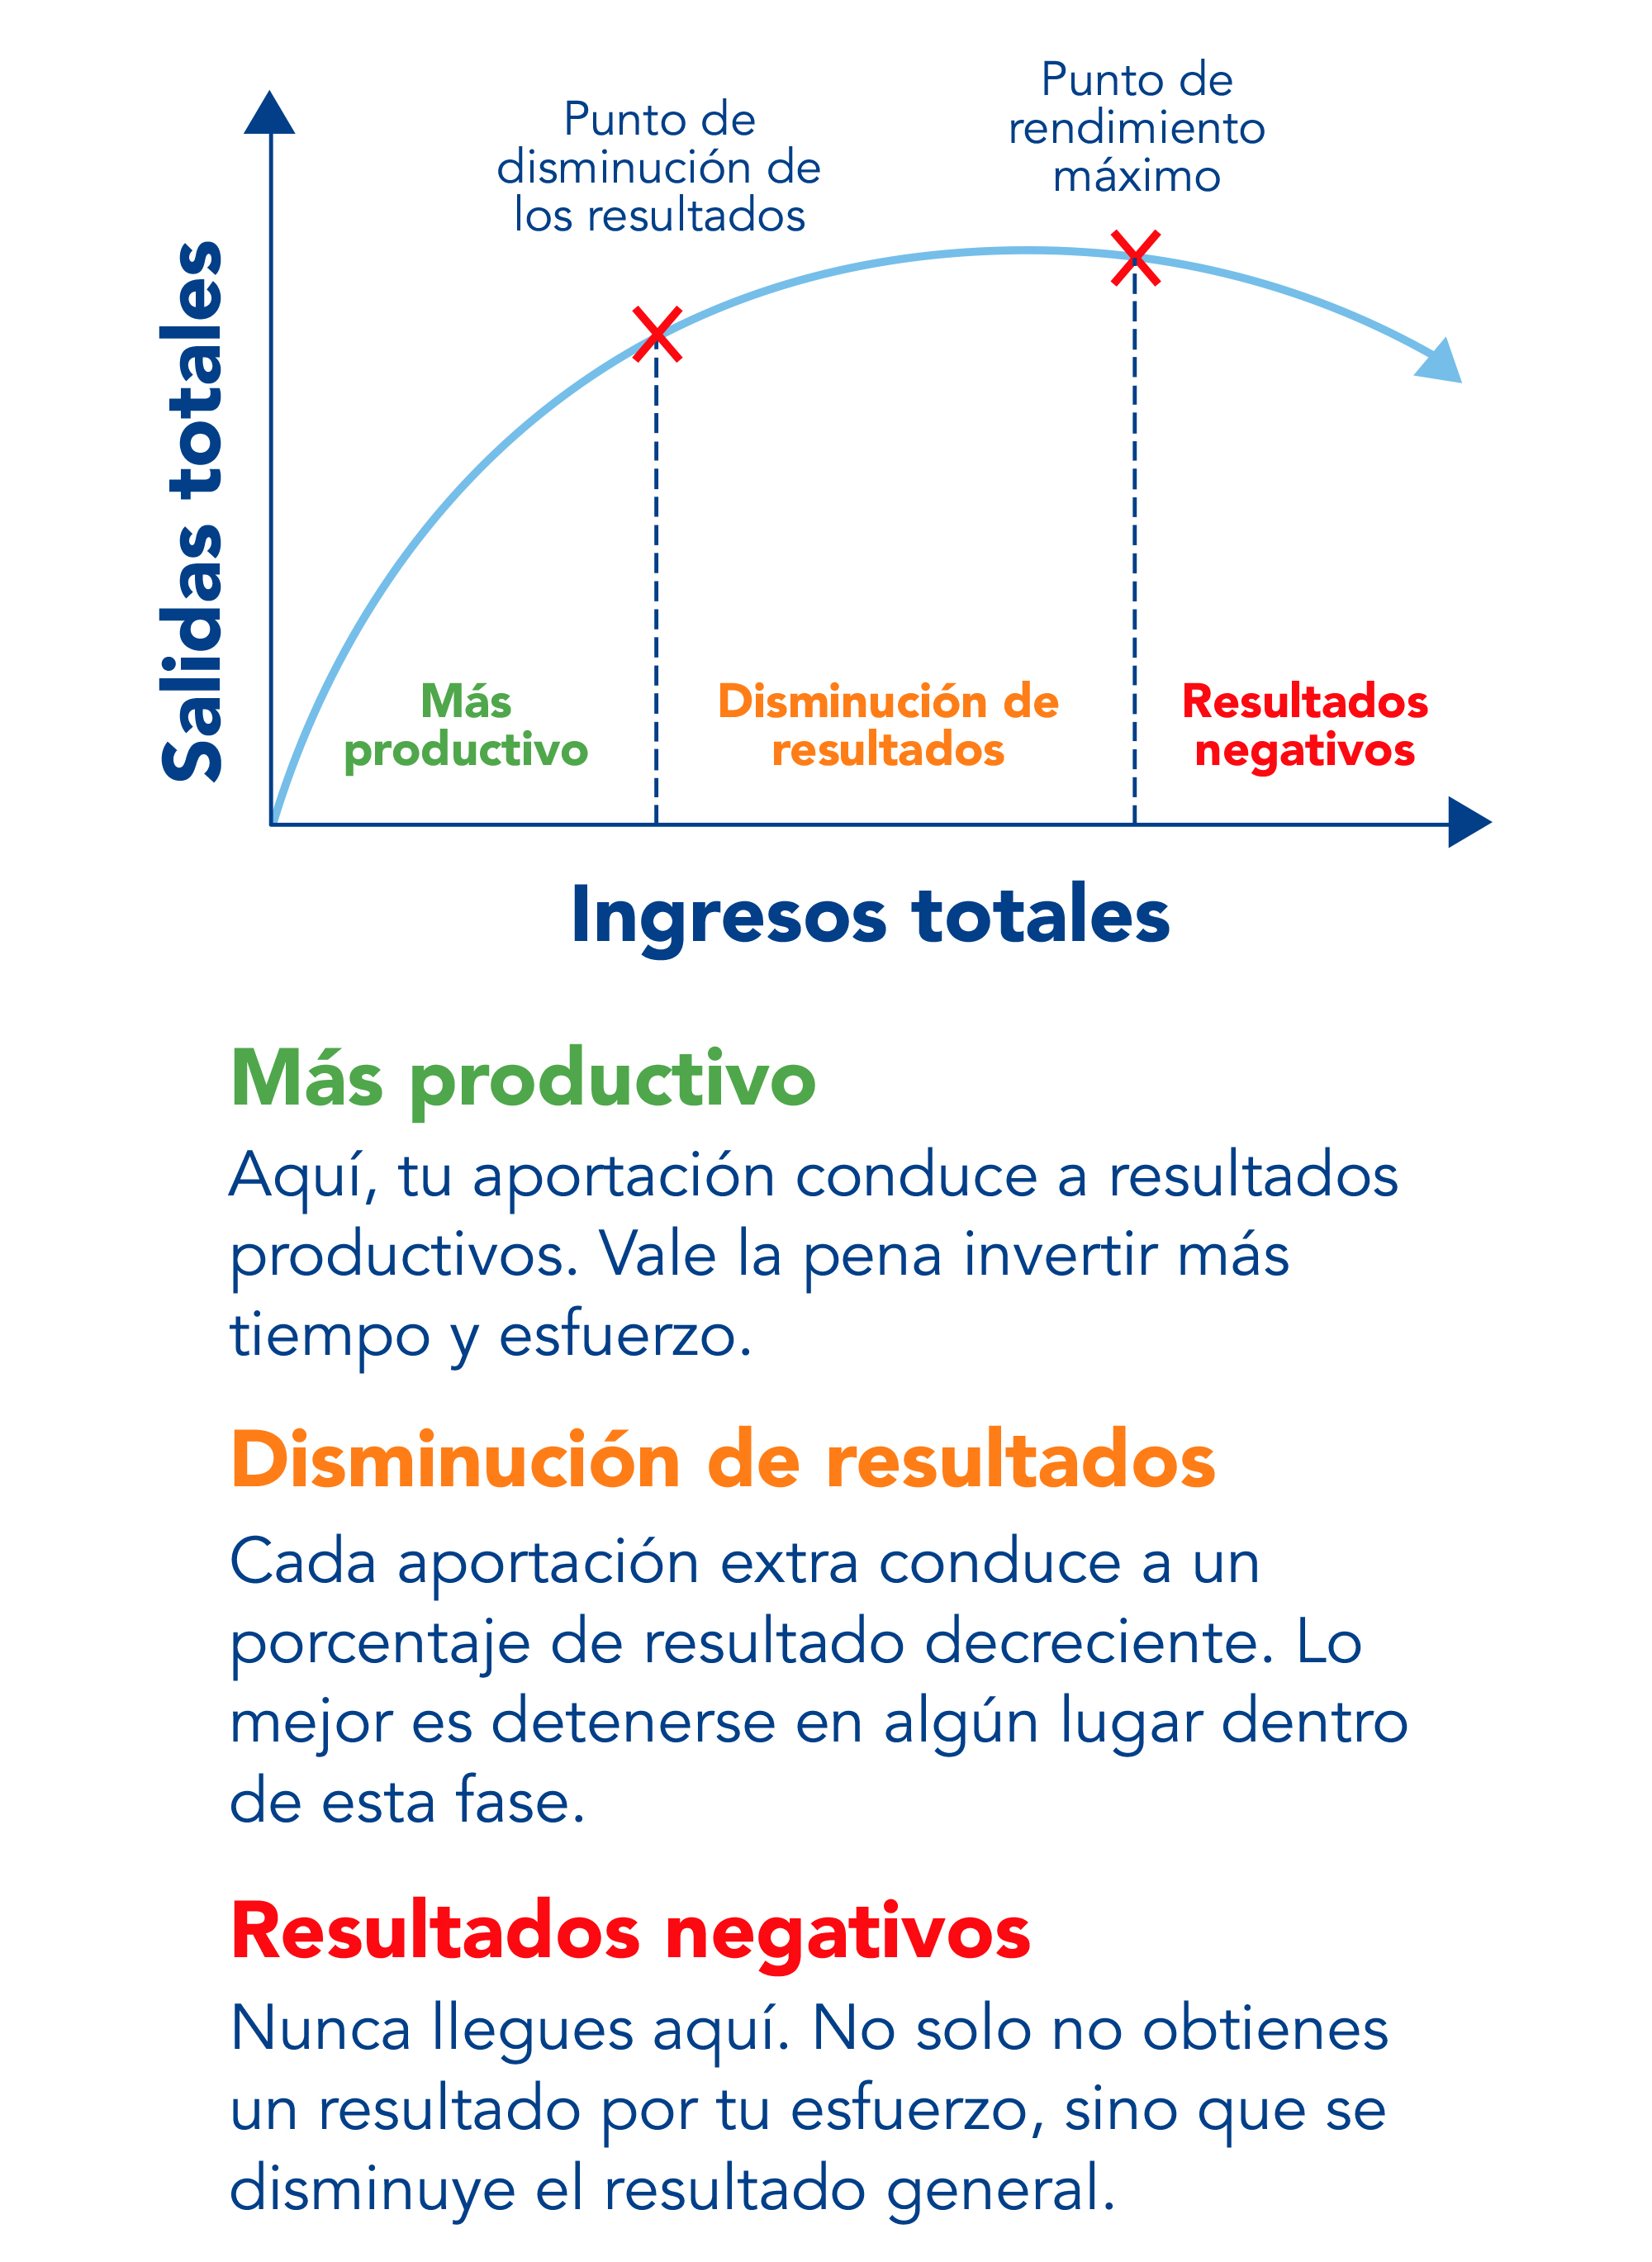 Punto de
disminución de
los resultados
Punto de
rendimiento
máximo
Salidas totales
Más
productivo
Disminución de
resultados
Resultados
negativos
Ingresos totales
Más productivo
Aquí, tu aportación conduce a resultados
productivos. Vale la pena invertir más
tiempo y esfuerzo.
Disminución de resultados
Cada aportación extra conduce a un
porcentaje de resultado decreciente. Lo
mejor es detenerse en algún lugar dentro
de esta fase.
Resultados negativos
Nunca llegues aquí. No solo no obtienes
un resultado por tu esfuerzo, sino que se
disminuye el resultado general.